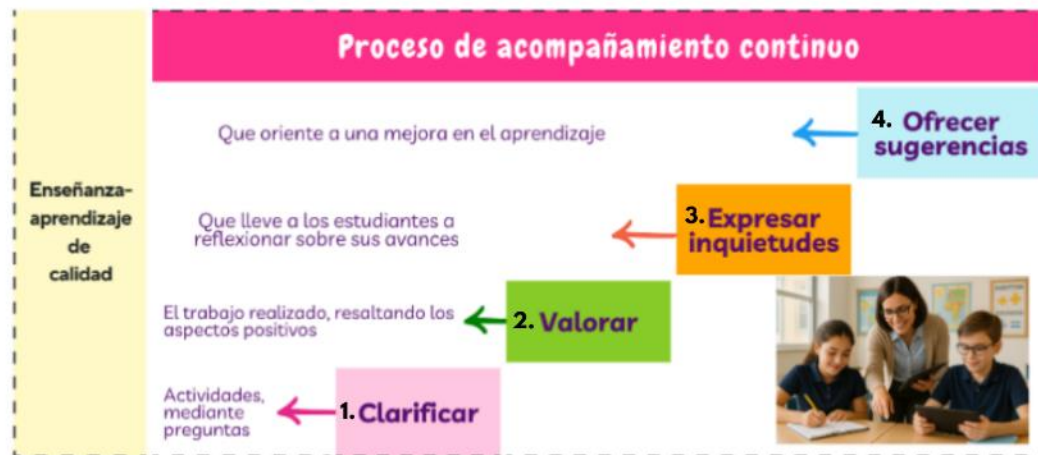 Proceso de acompañamiento continuo
Enseñanza-
aprendizaje
de
calidad
Que oriente a una mejora en el aprendizaje
4. Ofrecer
sugerencias
Que lleve a los estudiantes a
reflexionar sobre sus avances
3. Expresar
inquietudes
El trabajo realizado, resaltando los
aspectos positivos
2. Valorar
Actividades,
mediante
preguntas
1. Clarificar